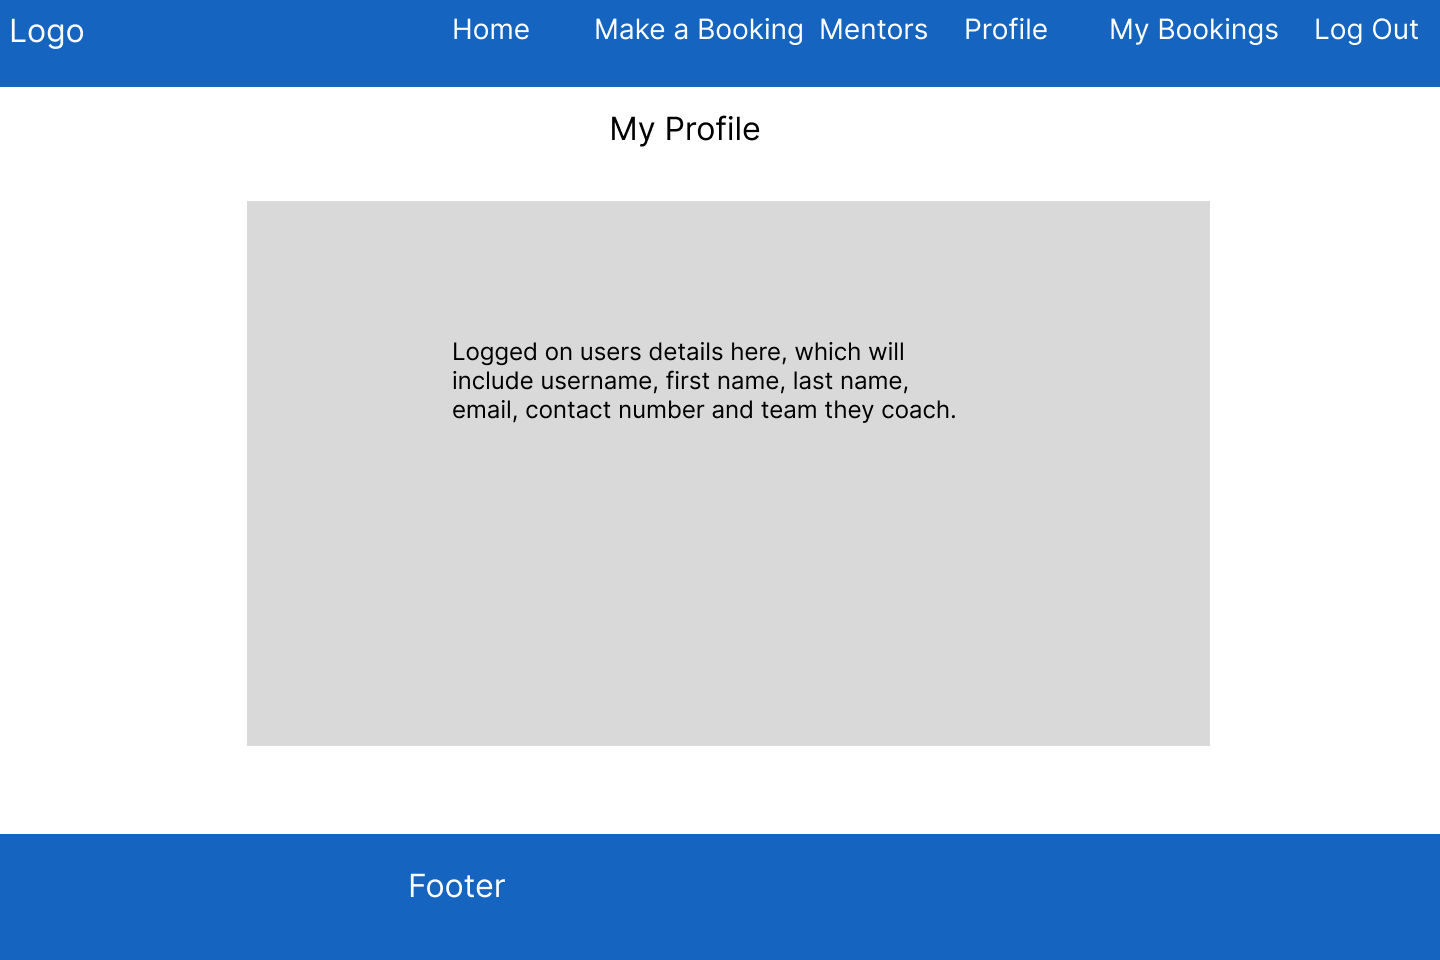 Logo
Home Make a Booking Mentors Profile My Bookings Log Out
My Profile
Logged on users details here, which will
include username, first name, last name,
email, contact number and team they coach.
Footer